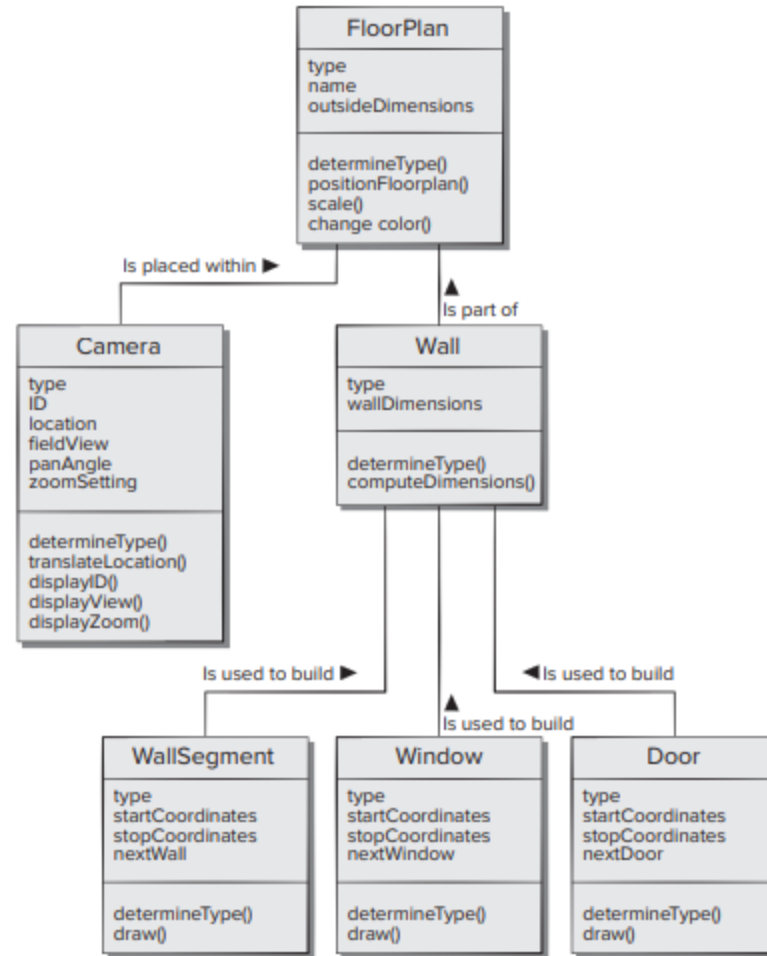 FloorPlan
type
name
outsideDimensions
determineType()
positionFloorplan()
scale()
change color()
Is placed within ▶
▲
Is part of
Camera
type
ID
location
fieldView
panAngle
zoomSetting
determineType()
translateLocation()
displayID()
displayView()
displayZoom()
Wall
type
wallDimensions
determineType()
computeDimensions()
Is used to build ▶
▲
Is used to build
◀ Is used to build
WallSegment
type
startCoordinates
stopCoordinates
nextWall
determineType()
draw()
Window
type
startCoordinates
stopCoordinates
nextWindow
determineType()
draw()
Door
type
startCoordinates
stopCoordinates
nextDoor
determineType()
draw()